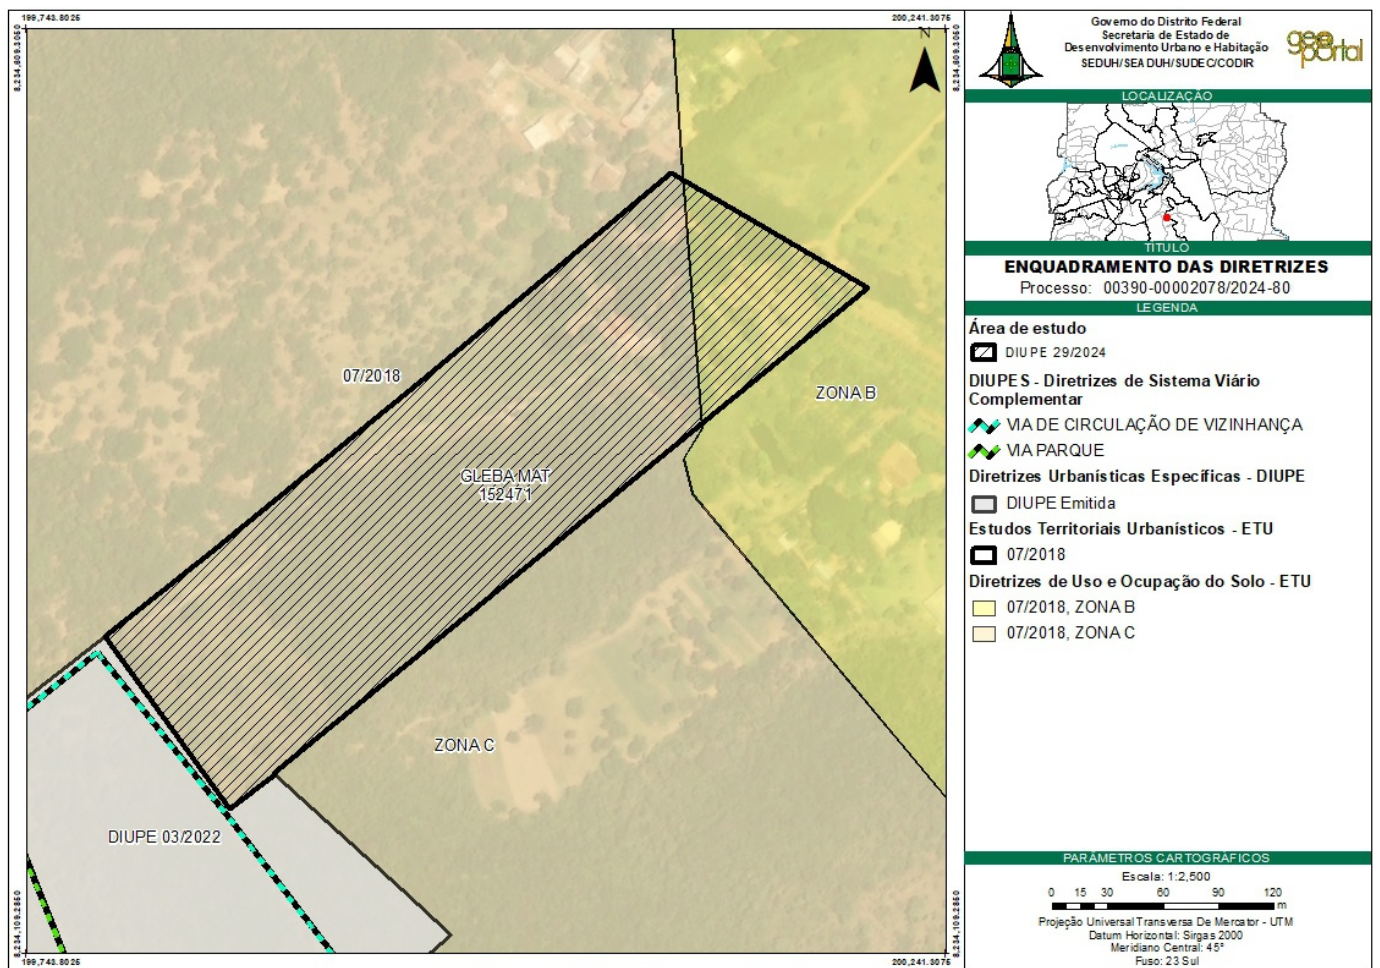 199,743.8025
200,241.3075
8,234,609.3050
8,234,609.3050
N
07/2018
ZONA B
GLEBA MAT
152471
ZONA C
DIUPE 03/2022
8,234,109.2850
8,234,109.2850
199,743.8025
200,241.3075
Governo do Distrito Federal
Secretaria de Estado de
Desenvolvimento Urbano e Habitação
SEDUH/SEADUH/SUDEC/CODIR
geo
portal
LOCALIZAÇÃO
TÍTULO
ENQUADRAMENTO DAS DIRETRIZES
Processo: 00390-00002078/2024-80
LEGENDA
Área de estudo
DIUPE 29/2024
DIUPES - Diretrizes de Sistema Viário
Complementar
VIA DE CIRCULAÇÃO DE VIZINHANÇA
VIA PARQUE
Diretrizes Urbanísticas Específicas - DIUPE
DIUPE Emitida
Estudos Territoriais Urbanísticos - ETU
07/2018
Diretrizes de Uso e Ocupação do Solo - ETU
07/2018, ZONA B
07/2018, ZONA C
PARÂMETROS CARTOGRÁFICOS
Escala: 1:2,500
0 15 30 60 90 120
m
Projeção Universal Transversa De Mercator - UTM
Datum Horizontal: Sirgas 2000
Meridiano Central: 45°
Fuso: 23 Sul